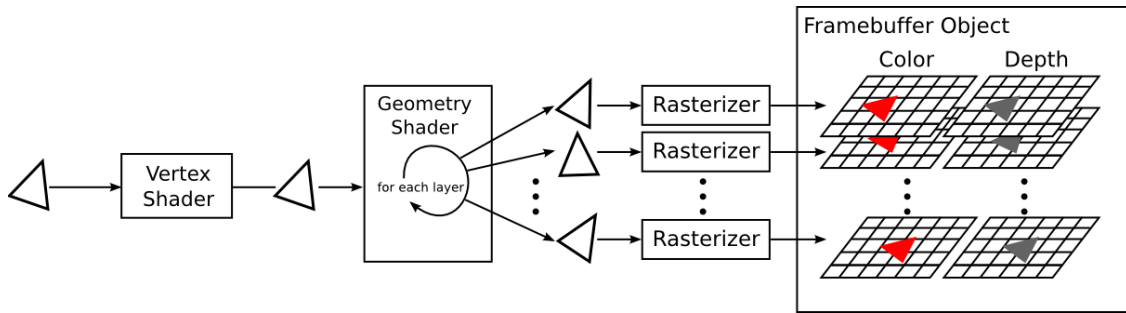 Framebuffer Object
Color
Depth
Geometry
Shader
for each layer
Vertex
Shader
Rasterizer
Rasterizer
Rasterizer